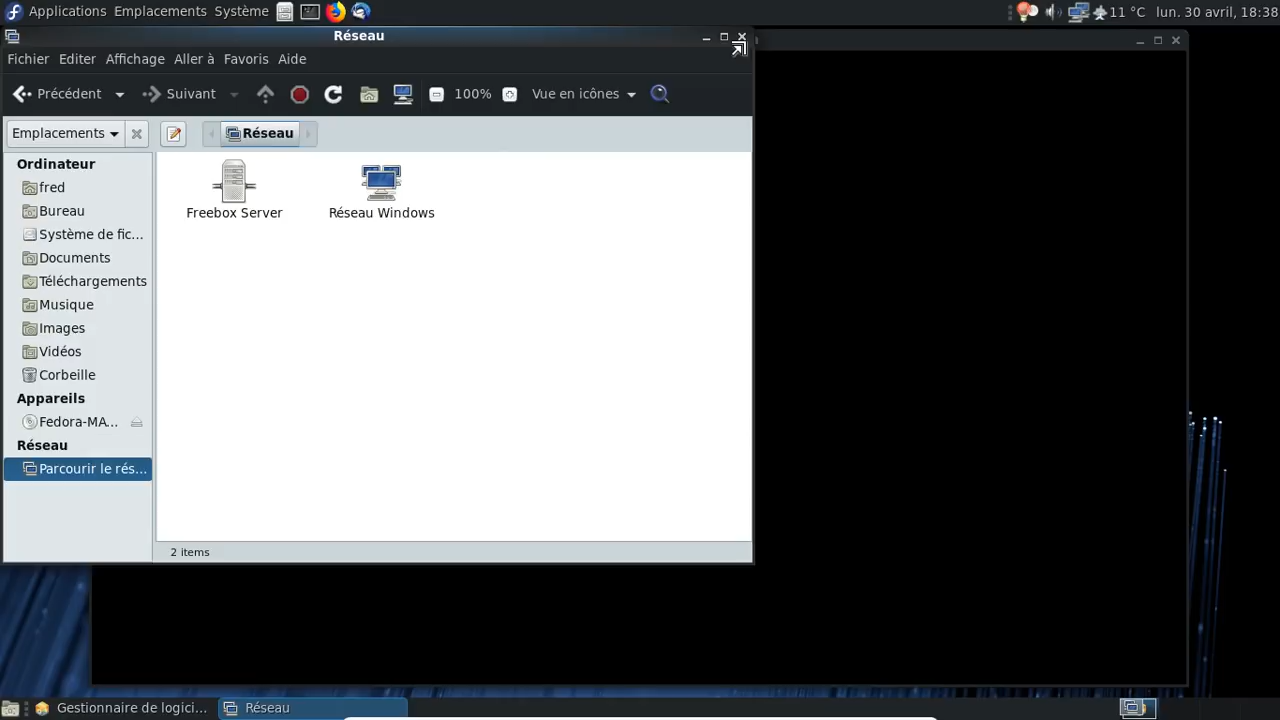 Applications Emplacements Système 11 °C lun. 30 avril, 18:38
Réseau
Fichier Editer Affichage Aller à Favoris Aide
Précédent Suivant 100% Vue en icônes
Emplacements Réseau
Ordinateur
fred
Bureau
Système de fic...
Documents
Téléchargements
Musique
Images
Vidéos
Corbeille
Appareils
Fedora-MA...
Réseau
Parcourir le rés...
Freebox Server Réseau Windows
2 items
Gestionnaire de logici... Réseau